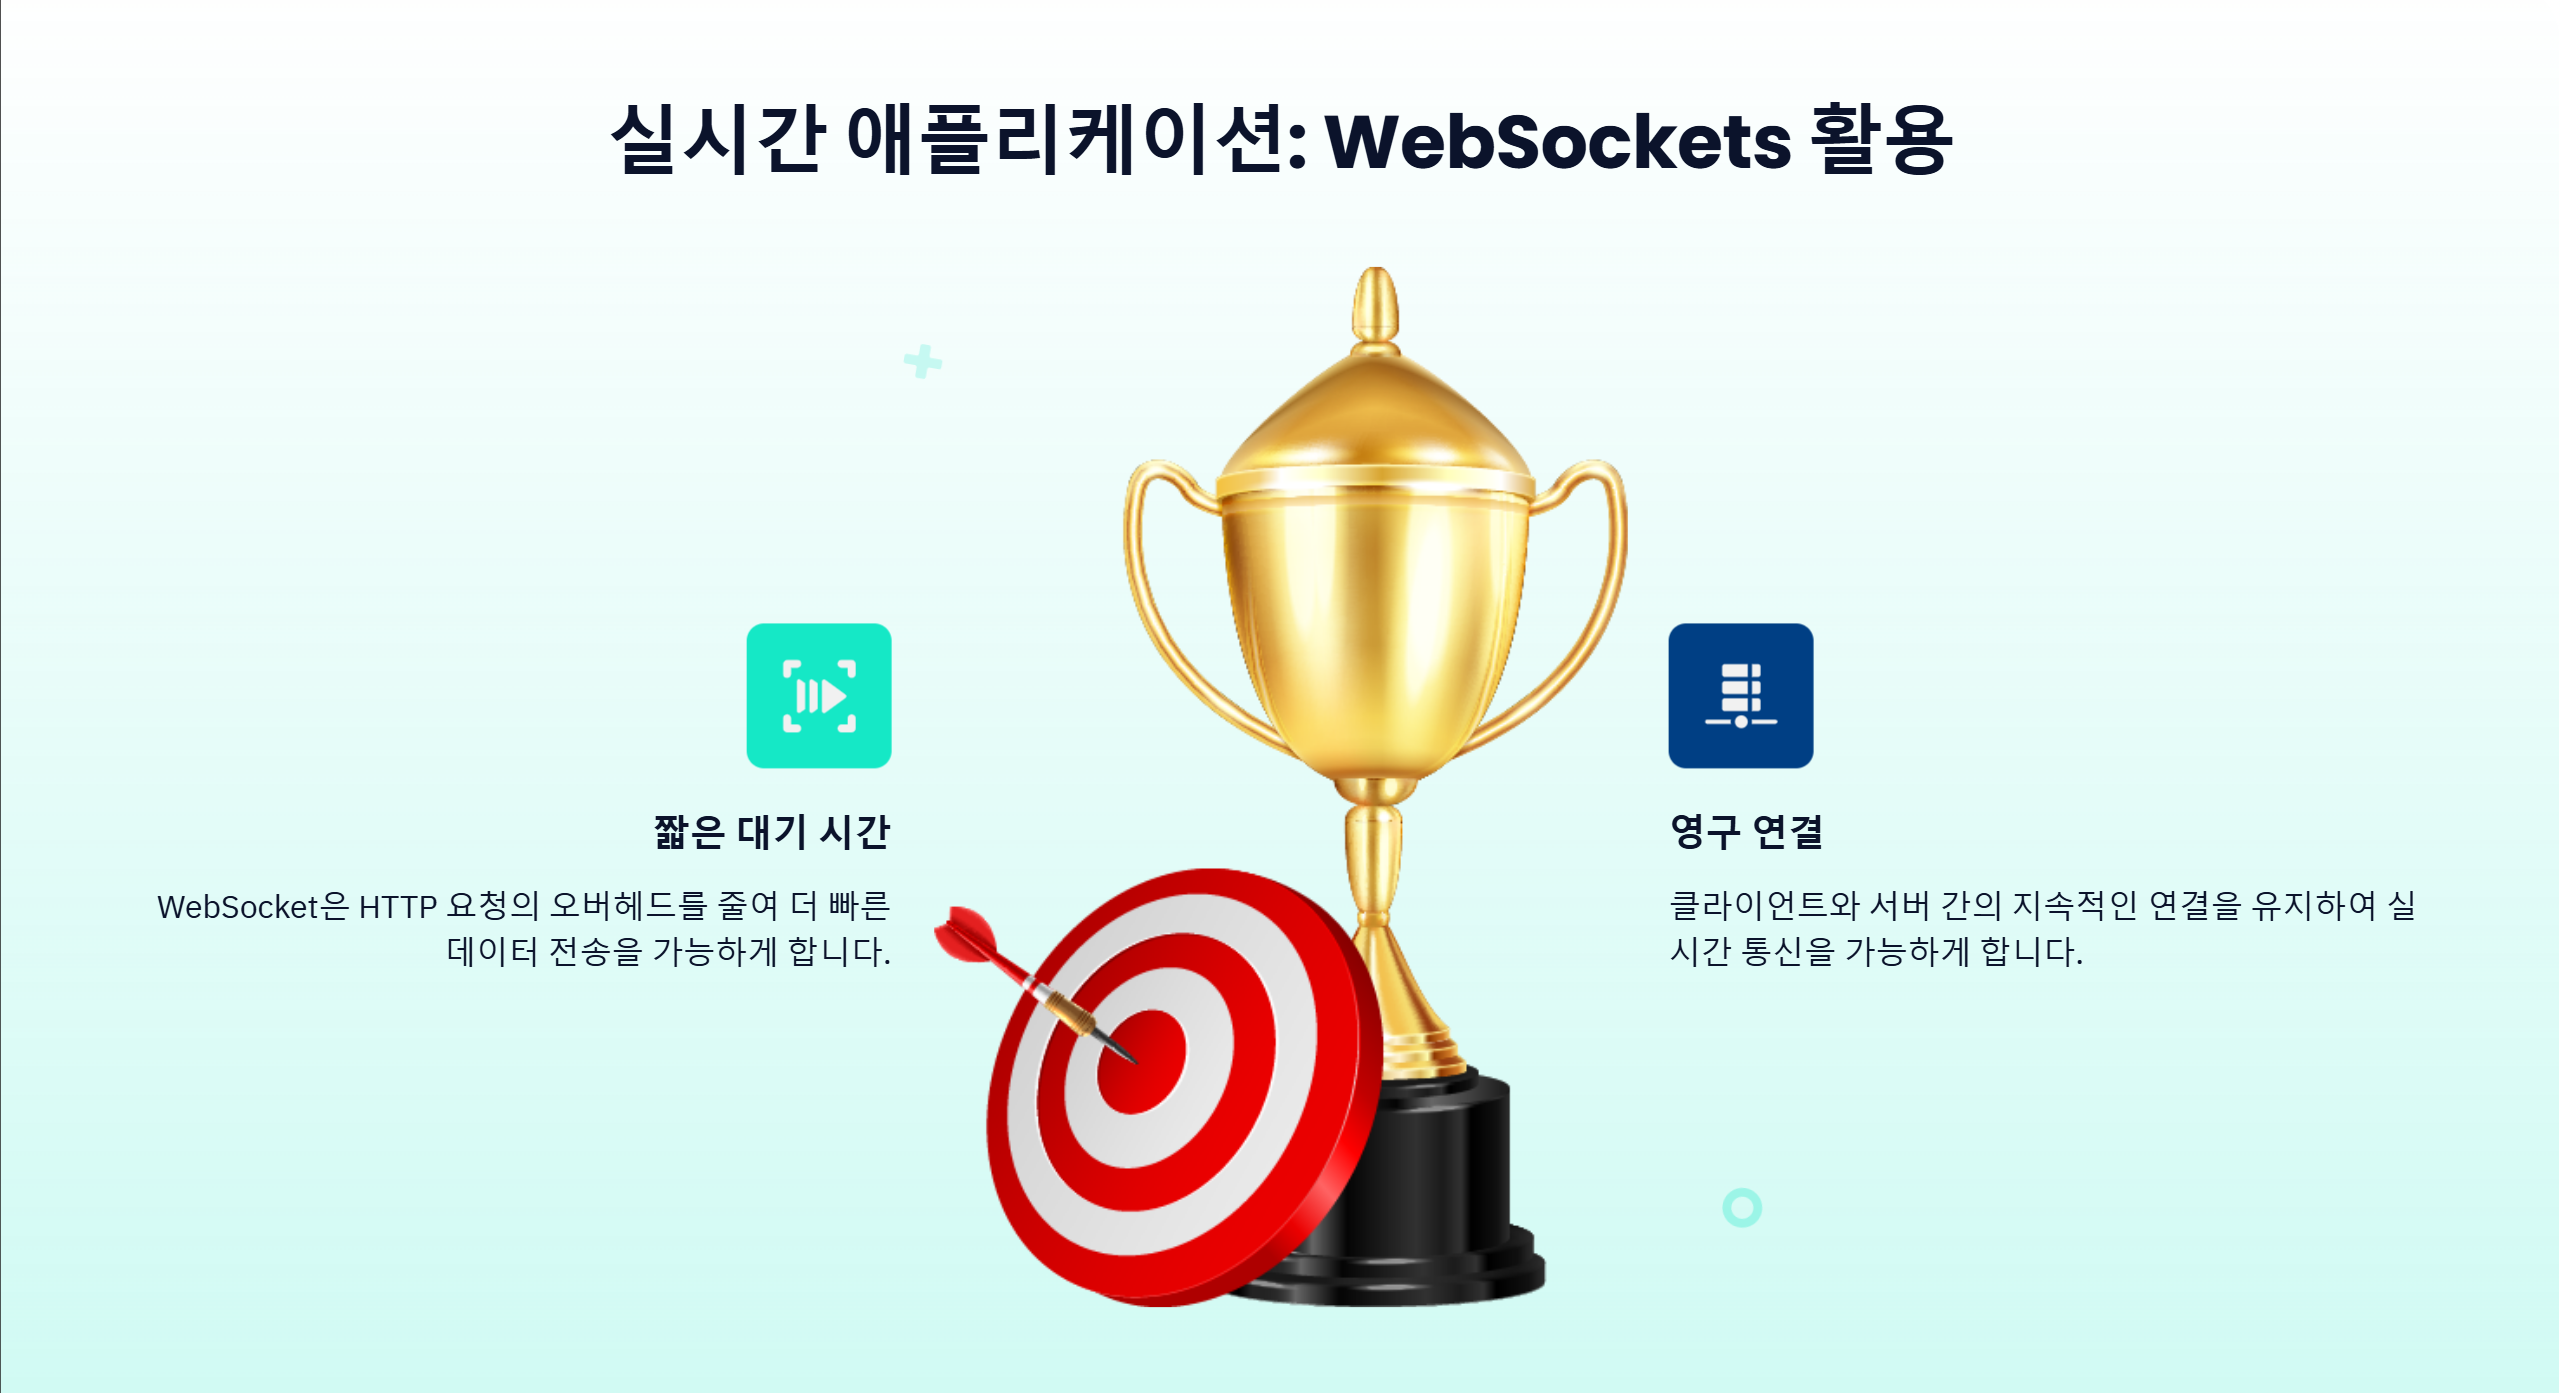 실시간 애플리케이션: WebSockets 활용
짧은 대기 시간
WebSocket은 HTTP 요청의 오버헤드를 줄여 더 빠른
데이터 전송을 가능하게 합니다.
영구 연결
클라이언트와 서버 간의 지속적인 연결을 유지하여 실
시간 통신을 가능하게 합니다.